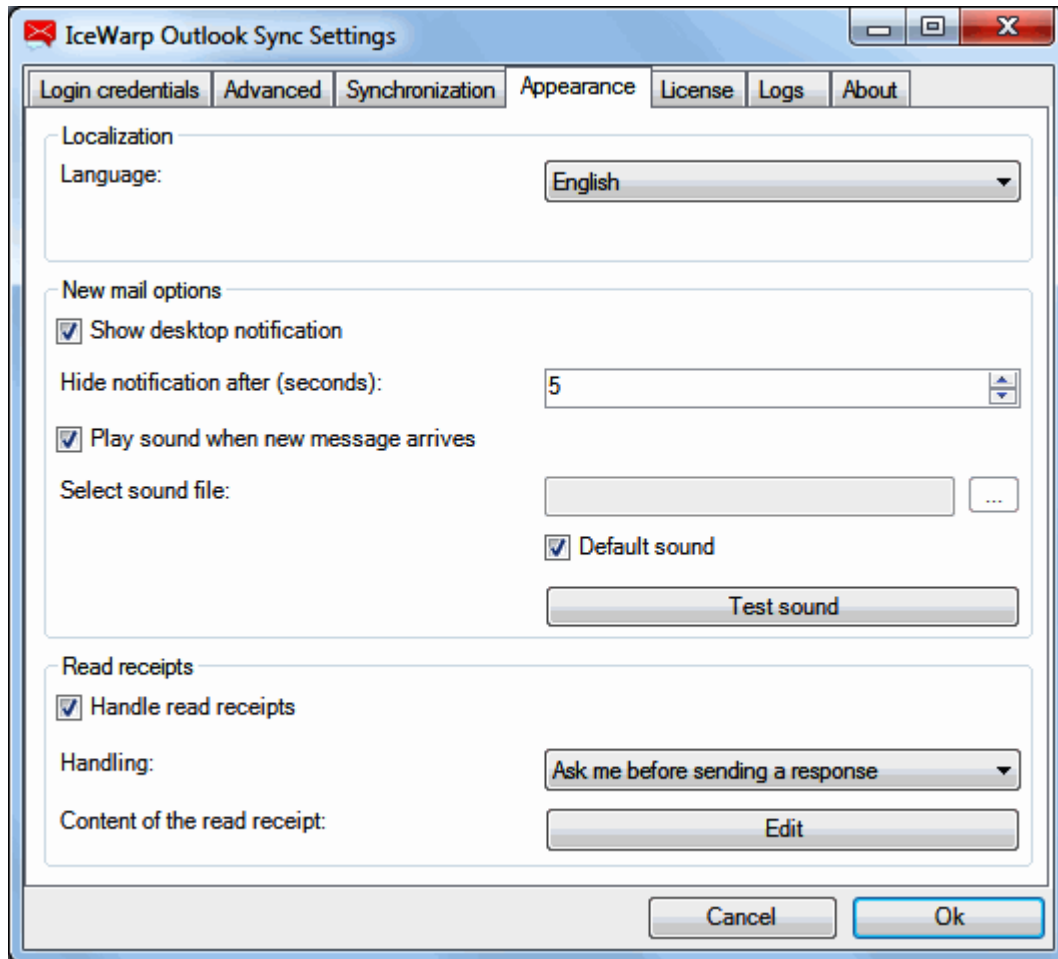 IceWarp Outlook Sync Settings
Login credentials Advanced Synchronization Appearance License Logs About
Localization
Language: English
New mail options
Show desktop notification
Hide notification after (seconds): 5
Play sound when new message arrives
Select sound file: ...
Default sound
Test sound
Read receipts
Handle read receipts
Handling: Ask me before sending a response
Content of the read receipt: Edit
Cancel Ok